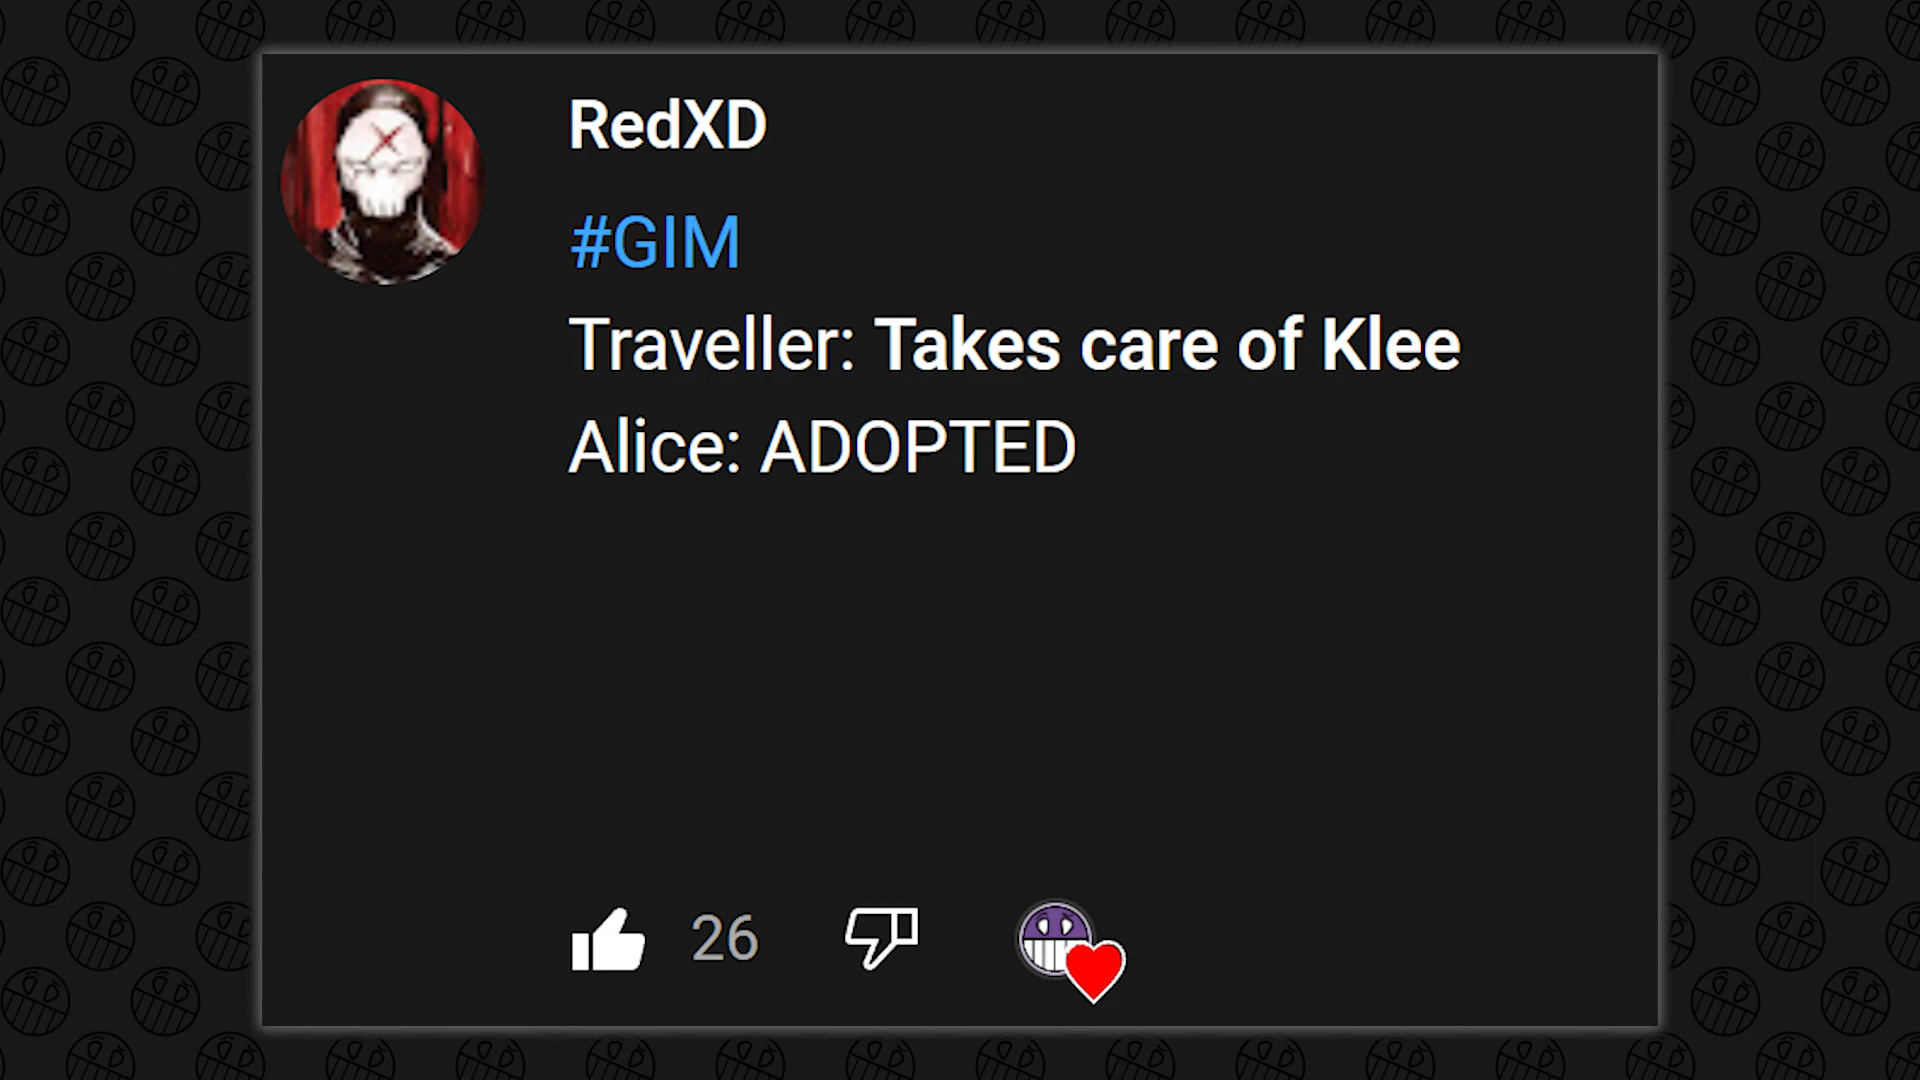 RedXD
#GIM
Traveller: Takes care of Klee
Alice: ADOPTED
26